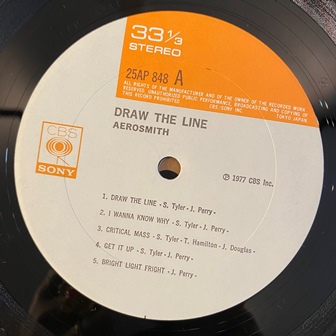 33 1/3
STEREO
25AP 848 A
ALL RIGHTS OF THE MANUFACTURER AND OF THE OWNER OF THE RECORDED WORK
RESERVED. UNAUTHORIZED PUBLIC PERFORMANCE, BROADCASTING AND COPYING OF
THIS RECORD PROHIBITED
CBS/SONY INC.
TOKYO JAPAN
DRAW THE LINE
AEROSMITH
CBS
SONY
Ⓟ 1977 CBS Inc.
1. DRAW THE LINE - S. Tyler - J. Perry -
2. I WANNA KNOW WHY - S. Tyler - J. Perry -
3. CRITICAL MASS - S. Tyler - T. Hamilton - J. Douglas -
4. GET IT UP - S. Tyler - J. Perry -
5. BRIGHT LIGHT FRIGHT - J. Perry -